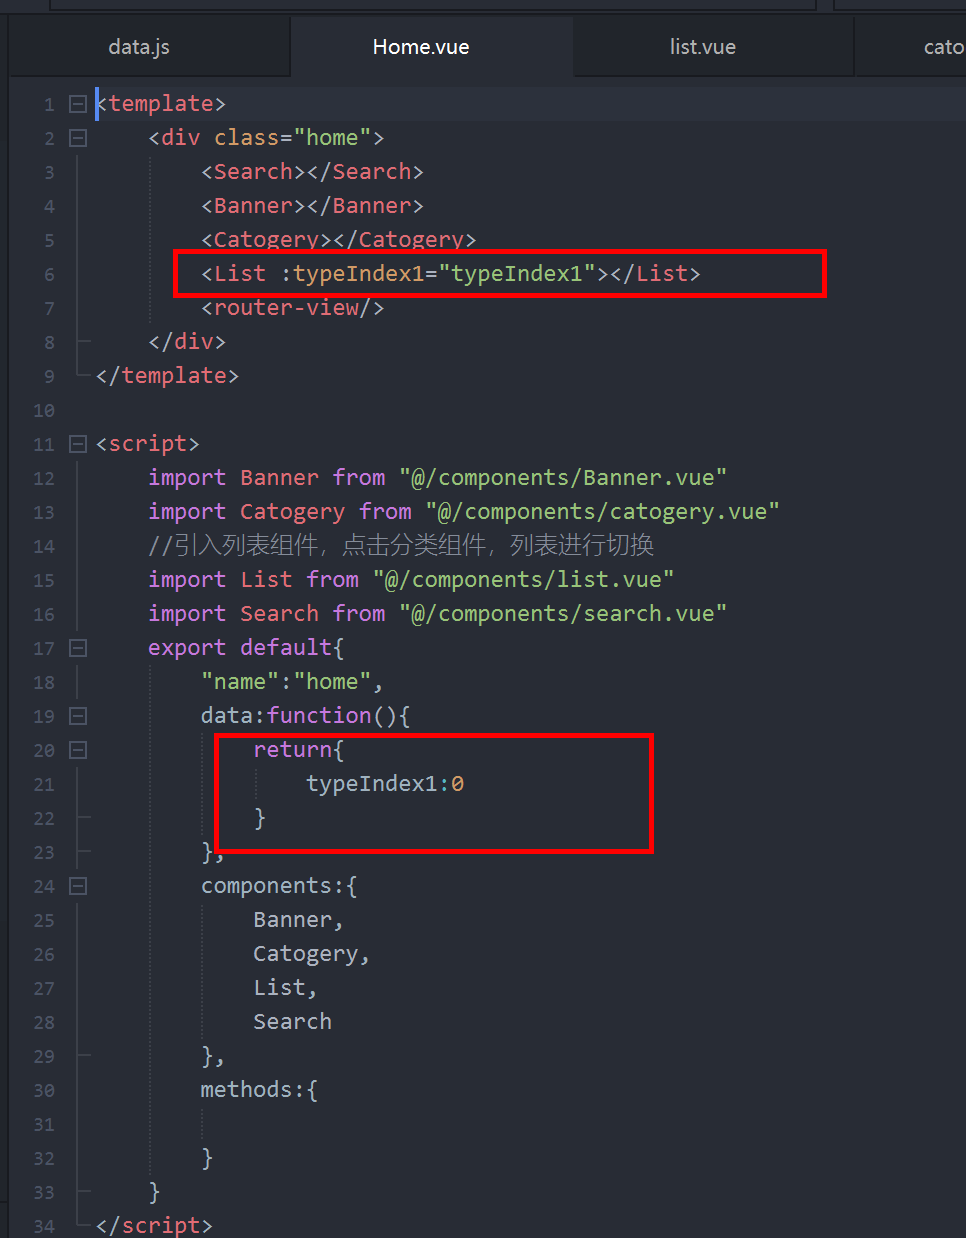 data.js Home.vue list.vue cato
1 <template>
2 <div class="home">
3 <Search></Search>
4 <Banner></Banner>
5 <Catogery></Catogery>
6 <List :typeIndex1="typeIndex1"></List>
7 <router-view/>
8 </div>
9 </template>
10
11 <script>
12 import Banner from "@/components/Banner.vue"
13 import Catogery from "@/components/catogery.vue"
14 //引入列表组件，点击分类组件，列表进行切换
15 import List from "@/components/list.vue"
16 import Search from "@/components/search.vue"
17 export default{
18 "name":"home",
19 data:function(){
20 return{
21 typeIndex1:0
22 }
23 },
24 components:{
25 Banner,
26 Catogery,
27 List,
28 Search
29 },
30 methods:{
31
32 }
33 }
34 </script>